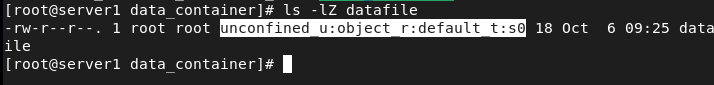 [root@server1 data_container]# ls -lZ datafile
-rw-r--r--. 1 root root unconfined_u:object_r:default_t:s0 18 Oct  6 09:25 dataf
ile
[root@server1 data_container]#